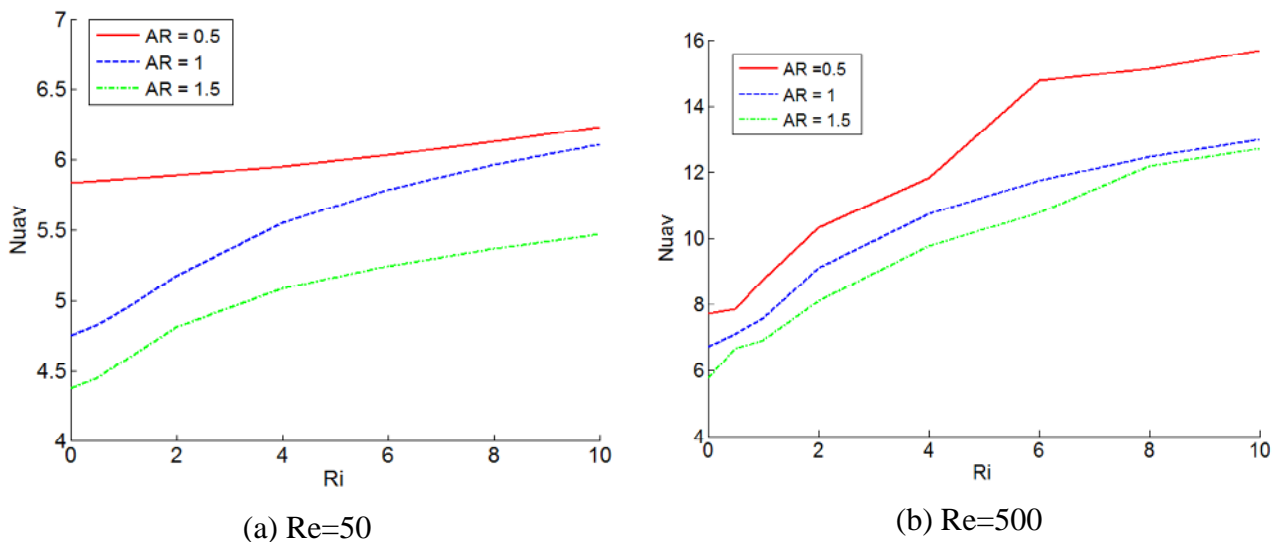 7
6.5
6
5.5
5
4.5
4
Nuav
AR = 0.5
AR = 1
AR = 1.5
0 2 4 6 8 10
Ri
(a) Re=50
16
14
12
10
8
6
4
Nuav
AR =0.5
AR = 1
AR = 1.5
0 2 4 6 8 10
Ri
(b) Re=500